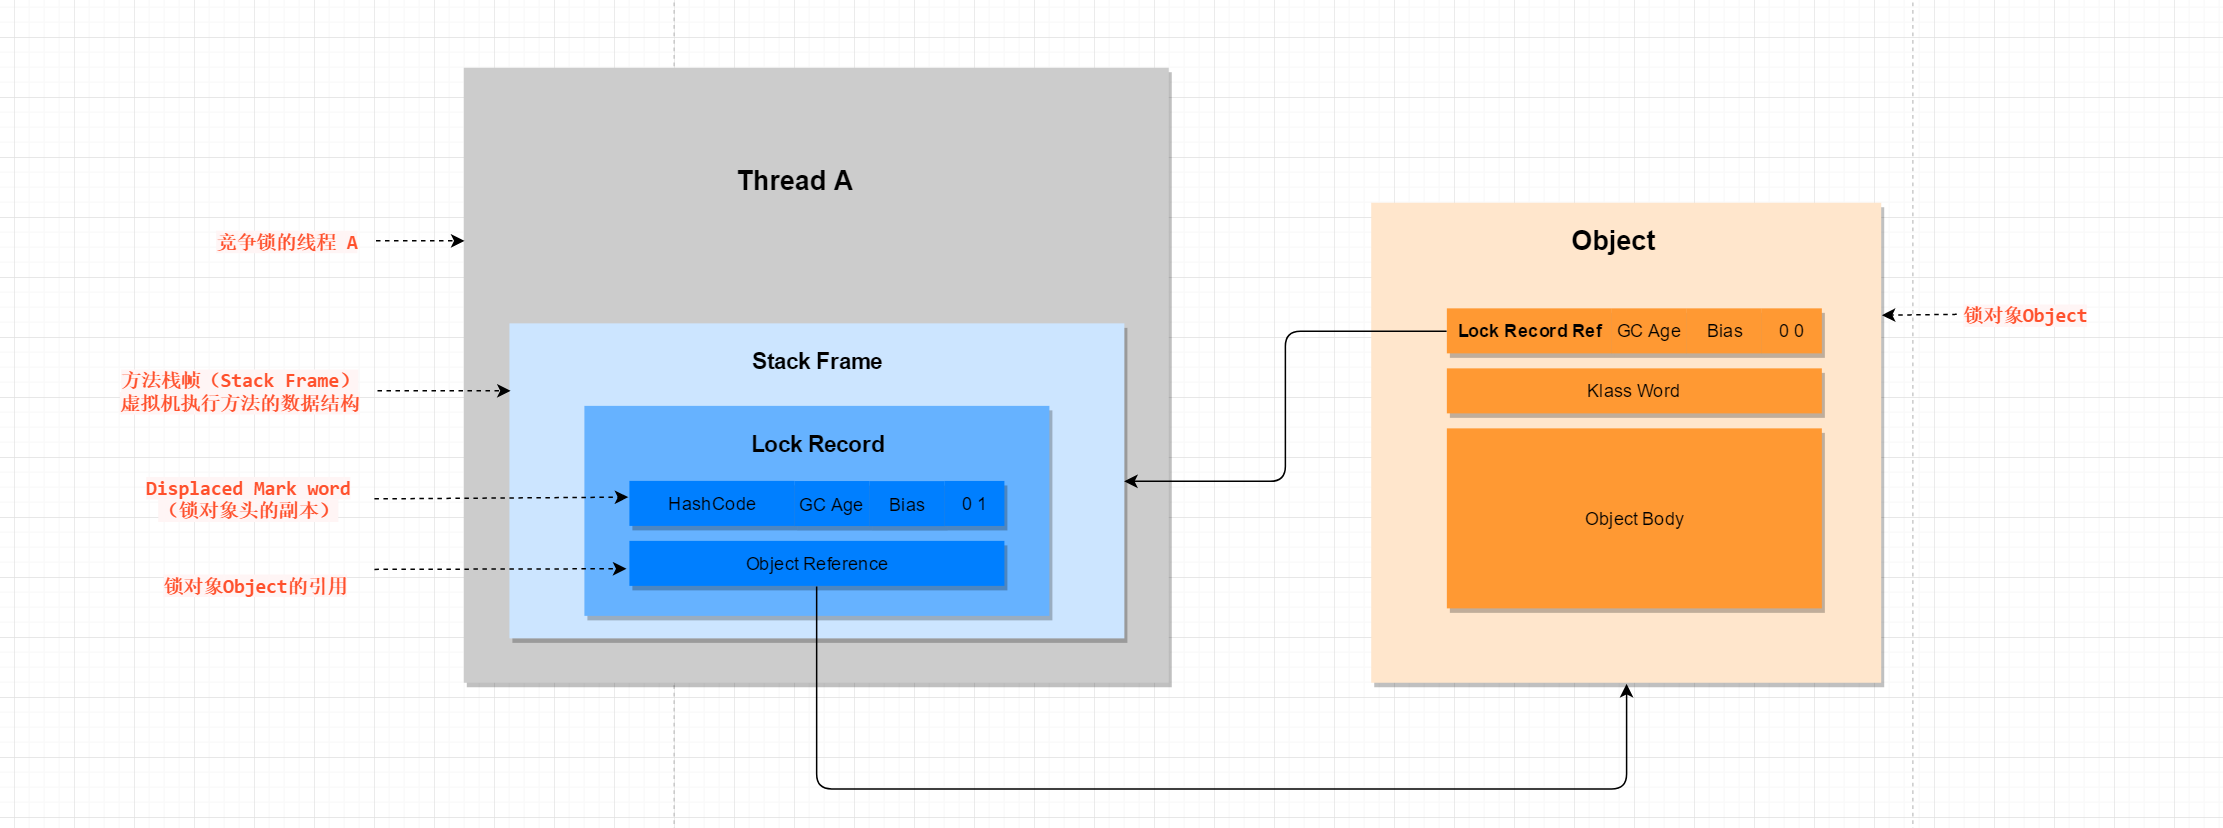 Thread A
竞争锁的线程 A
Object
锁对象Object
Lock Record Ref GC Age Bias 0 0
Stack Frame
方法栈帧（Stack Frame）
虚拟机执行方法的数据结构
Klass Word
Lock Record
Displaced Mark word
（锁对象头的副本）
HashCode GC Age Bias 0 1
Object Body
Object Reference
锁对象Object的引用